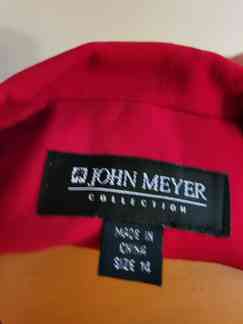 JOHN MEYER
COLLECTION
MADE IN
CHINA
SIZE 14